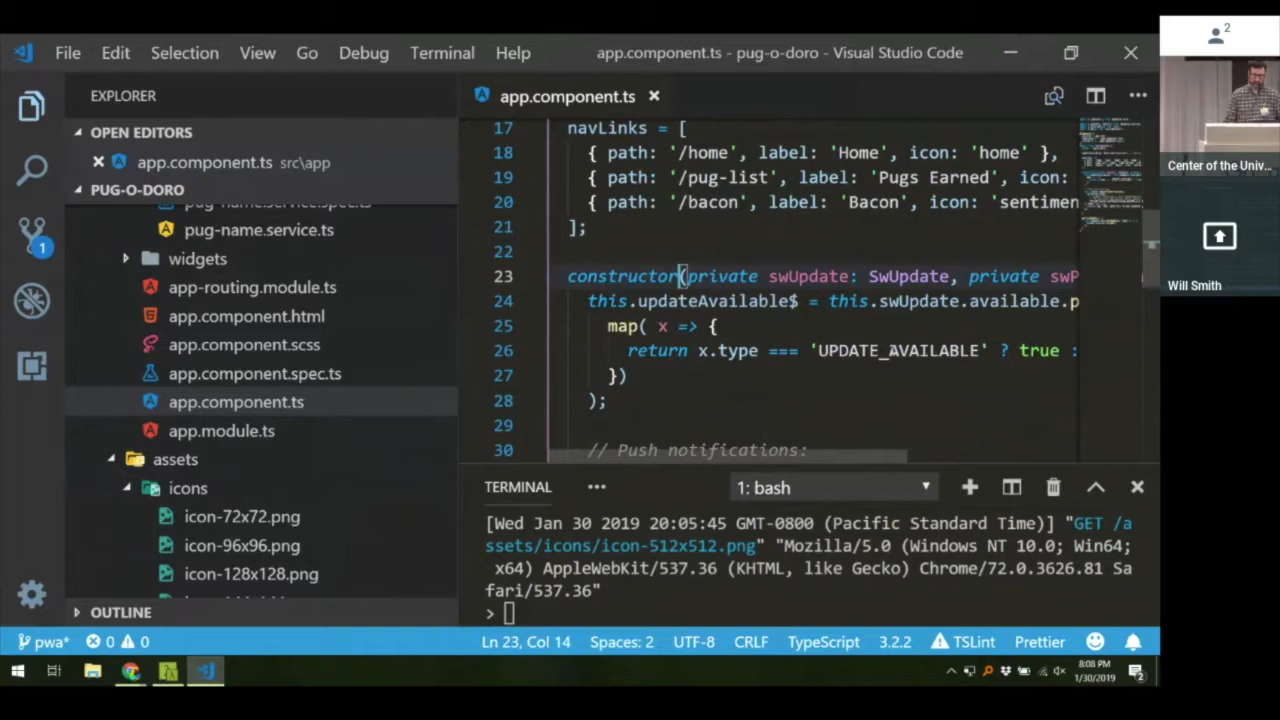 File Edit Selection View Go Debug Terminal Help app.component.ts - pug-o-doro - Visual Studio Code
2
EXPLORER
OPEN EDITORS
app.component.ts src\app
PUG-O-DORO
pug-name.service.spec.ts
pug-name.service.ts
widgets
app-routing.module.ts
app.component.html
app.component.scss
app.component.spec.ts
app.component.ts
app.module.ts
assets
icons
icon-72x72.png
icon-96x96.png
icon-128x128.png
OUTLINE
1
app.component.ts
17 navLinks = [
18 { path: '/home', label: 'Home', icon: 'home' },
19 { path: '/pug-list', label: 'Pugs Earned', icon:
20 { path: '/bacon', label: 'Bacon', icon: 'sentimen
21 ];
22
23 constructor(private swUpdate: SwUpdate, private swP
24 this.updateAvailable$ = this.swUpdate.available.p
25 map( x => {
26 return x.type === 'UPDATE_AVAILABLE' ? true :
27 })
28 );
29
30 // Push notifications:
TERMINAL ··· 1: bash
[Wed Jan 30 2019 20:05:45 GMT-0800 (Pacific Standard Time)] "GET /a
ssets/icons/icon-512x512.png" "Mozilla/5.0 (Windows NT 10.0; Win64;
x64) AppleWebKit/537.36 (KHTML, like Gecko) Chrome/72.0.3626.81 Sa
fari/537.36"
>
pwa* 0 0 Ln 23, Col 14 Spaces: 2 UTF-8 CRLF TypeScript 3.2.2 TSLint Prettier
8:08 PM
1/30/2019
2
Center of the Univ...
Will Smith